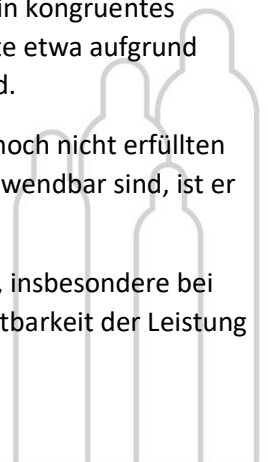 in kongruentes
te etwa aufgrund
d.
noch nicht erfüllten
wendbar sind, ist er
, insbesondere bei
tbarkeit der Leistung